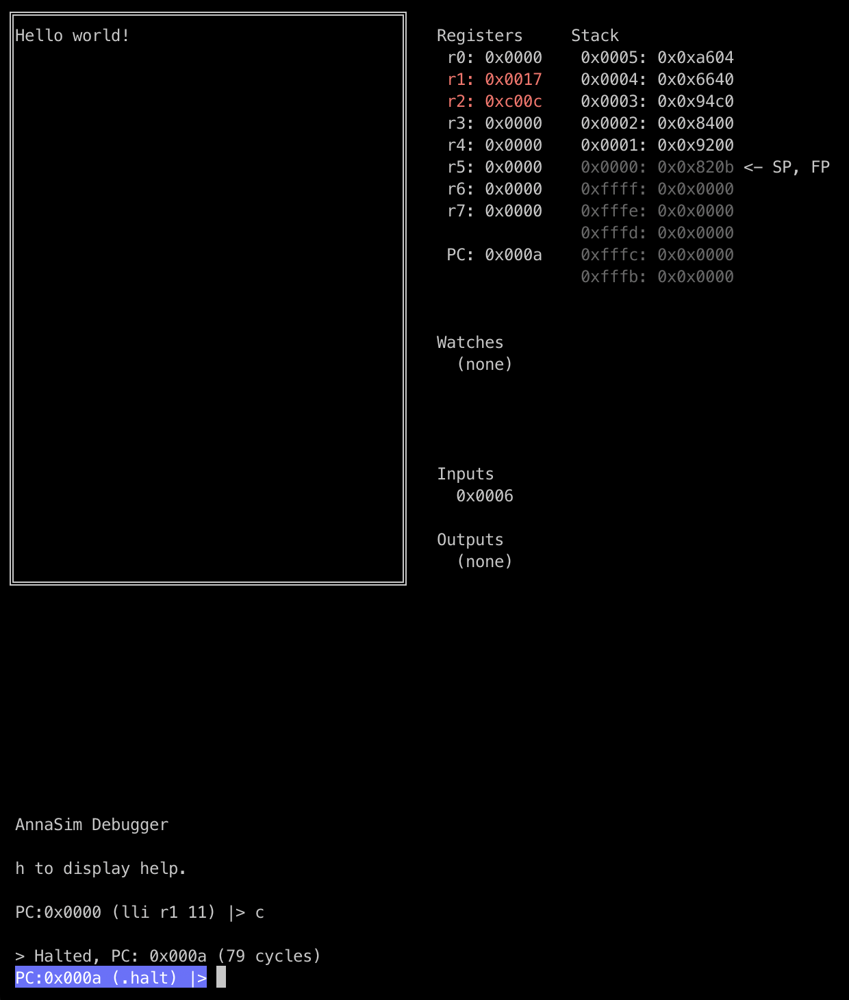 Hello world!
Registers     Stack
r0: 0x0000    0x0005: 0x0xa604
r1: 0x0017    0x0004: 0x0x6640
r2: 0xc00c    0x0003: 0x0x94c0
r3: 0x0000    0x0002: 0x0x8400
r4: 0x0000    0x0001: 0x0x9200
r5: 0x0000    0x0000: 0x0x820b <- SP, FP
r6: 0x0000    0xffff: 0x0x0000
r7: 0x0000    0xfffe: 0x0x0000
0xfffd: 0x0x0000
PC: 0x000a    0xfffc: 0x0x0000
0xfffb: 0x0x0000
Watches
(none)
Inputs
0x0006
Outputs
(none)
AnnaSim Debugger
h to display help.
PC:0x0000 (lli r1 11) |> c
> Halted, PC: 0x000a (79 cycles)
PC:0x000a (.halt) |>